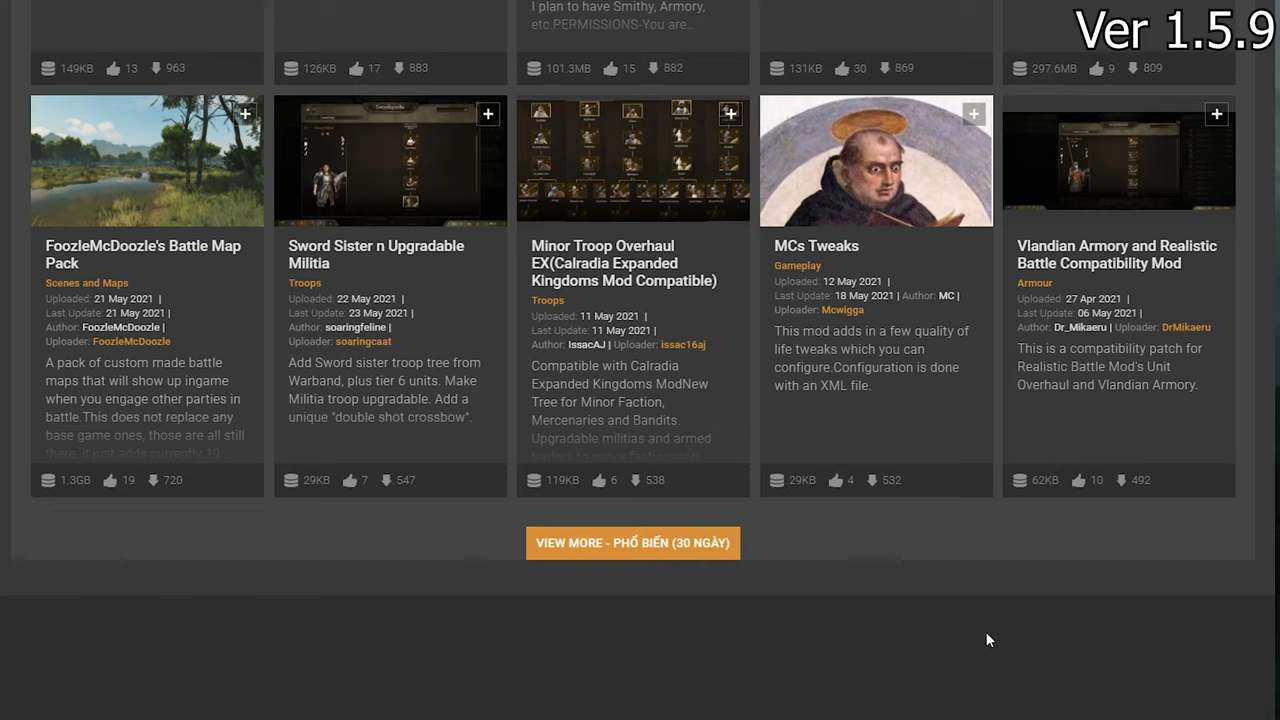 I plan to have Smithy, Armory,
etc.PERMISSIONS-You are...
Ver 1.5.9
149KB 13 963
126KB 17 883
101.3MB 15 882
131KB 30 869
297.6MB 9 809
FoozleMcDoozle's Battle Map
Pack
Scenes and Maps
Uploaded: 21 May 2021 |
Last Update: 21 May 2021 |
Author: FoozleMcDoozle |
Uploader: FoozleMcDoozle
A pack of custom made battle
maps that will show up ingame
when you engage other parties in
battle.This does not replace any
base game ones, those are all still
there, it just adds currently 19...
1.3GB 19 720
Encyclopedia
Sword Sister n Upgradable
Militia
Troops
Uploaded: 22 May 2021 |
Last Update: 23 May 2021 |
Author: soaringfeline |
Uploader: soaringcaat
Add Sword sister troop tree from
Warband, plus tier 6 units. Make
Militia troop upgradable. Add a
unique "double shot crossbow".
29KB 7 547
Minor Troop Overhaul
EX(Calradia Expanded
Kingdoms Mod Compatible)
Troops
Uploaded: 11 May 2021 |
Last Update: 11 May 2021 |
Author: IssacAJ | Uploader: issac16aj
Compatible with Calradia
Expanded Kingdoms ModNew
Tree for Minor Faction,
Mercenaries and Bandits.
Upgradable militias and armed
119KB 6 538
MCs Tweaks
Gameplay
Uploaded: 12 May 2021 |
Last Update: 18 May 2021 | Author: MC |
Uploader: Mcwigga
This mod adds in a few quality of
life tweaks which you can
configure.Configuration is done
with an XML file.
29KB 4 532
Vlandian Armory and Realistic
Battle Compatibility Mod
Armour
Uploaded: 27 Apr 2021 |
Last Update: 06 May 2021 |
Author: Dr_Mikaeru | Uploader: DrMikaeru
This is a compatibility patch for
Realistic Battle Mod's Unit
Overhaul and Vlandian Armory.
62KB 10 492
VIEW MORE - PHỔ BIẾN (30 NGÀY)